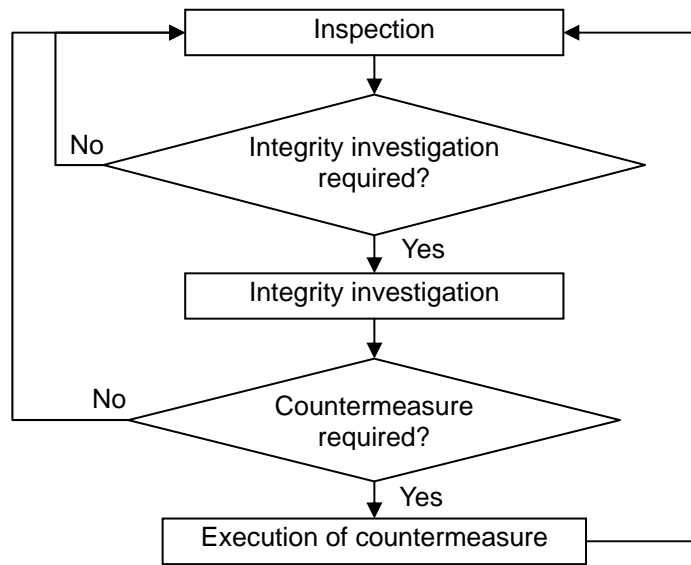 Inspection
No
Integrity investigation
required?
Yes
Integrity investigation
No
Countermeasure
required?
Yes
Execution of countermeasure